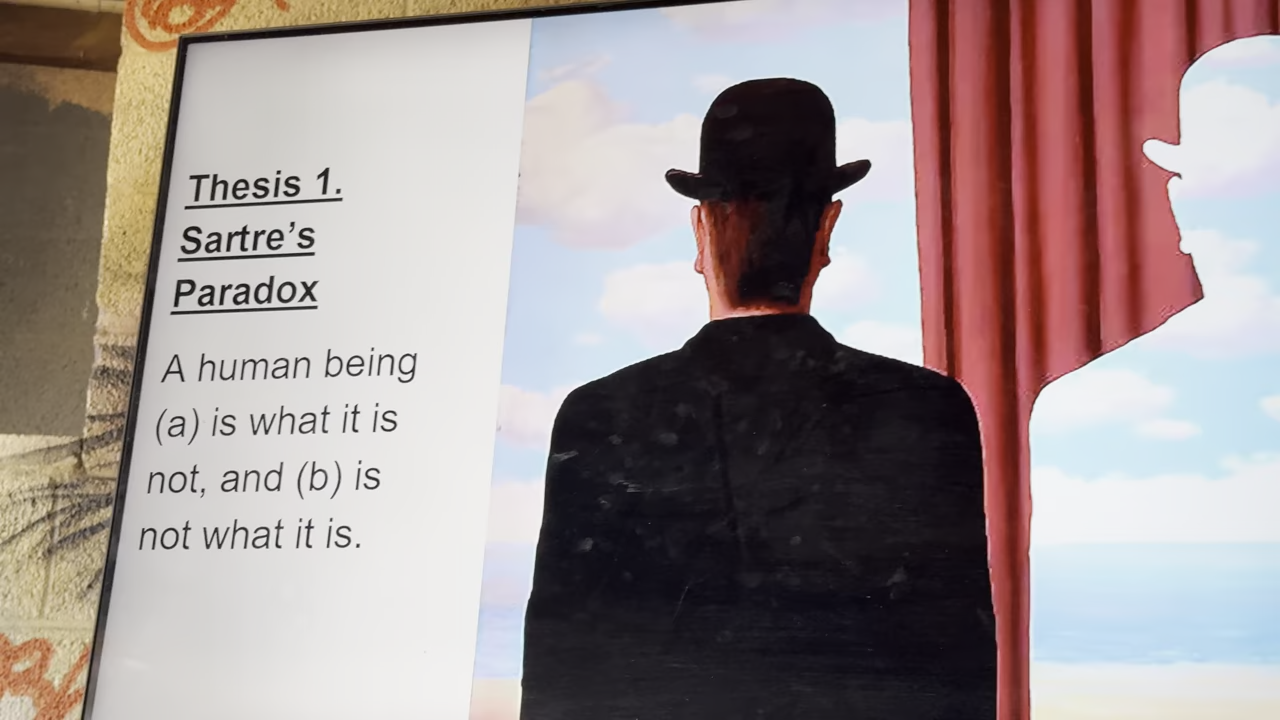 Thesis 1.
Sartre’s
Paradox
A human being
(a) is what it is
not, and (b) is
not what it is.